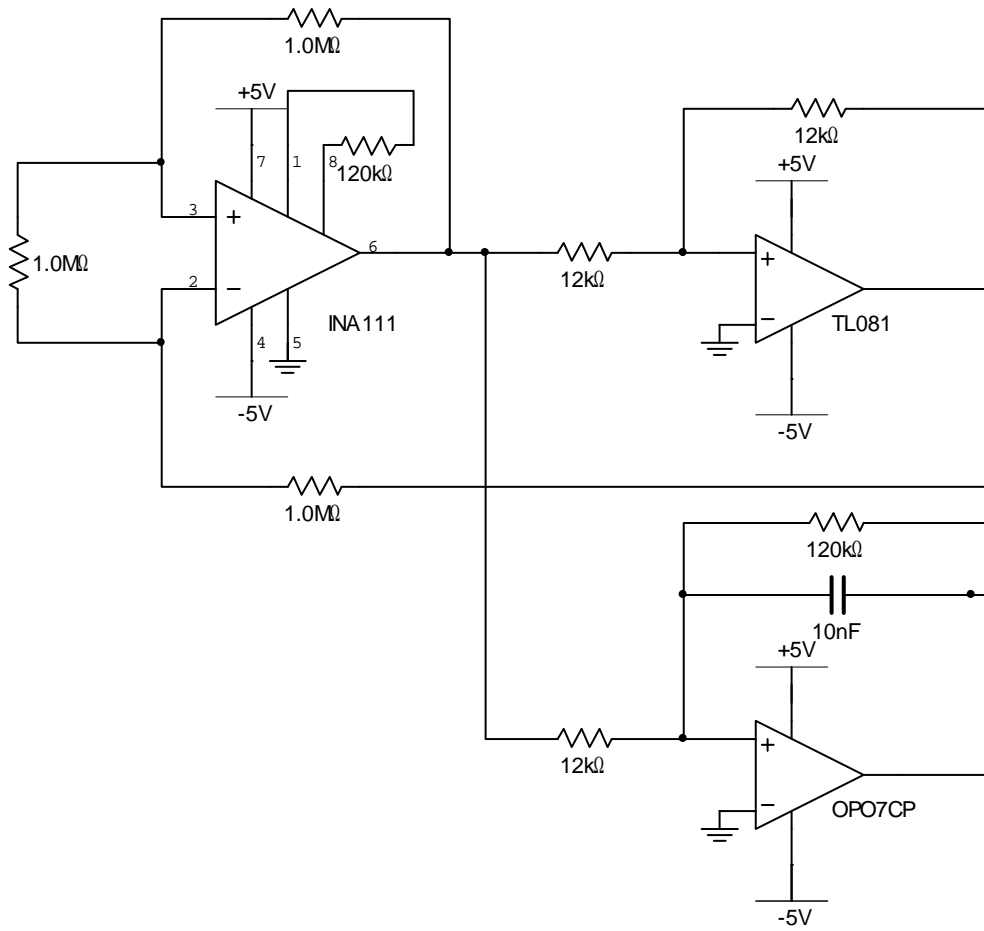 1.0MΩ
+5V
12kΩ
7
1
8
120kΩ
+5V
3
+
1.0MΩ
6
+
2
−
12kΩ
−
INA111
TL081
4
5
-5V
-5V
1.0MΩ
120kΩ
10nF
+5V
+
12kΩ
−
OPO7CP
-5V